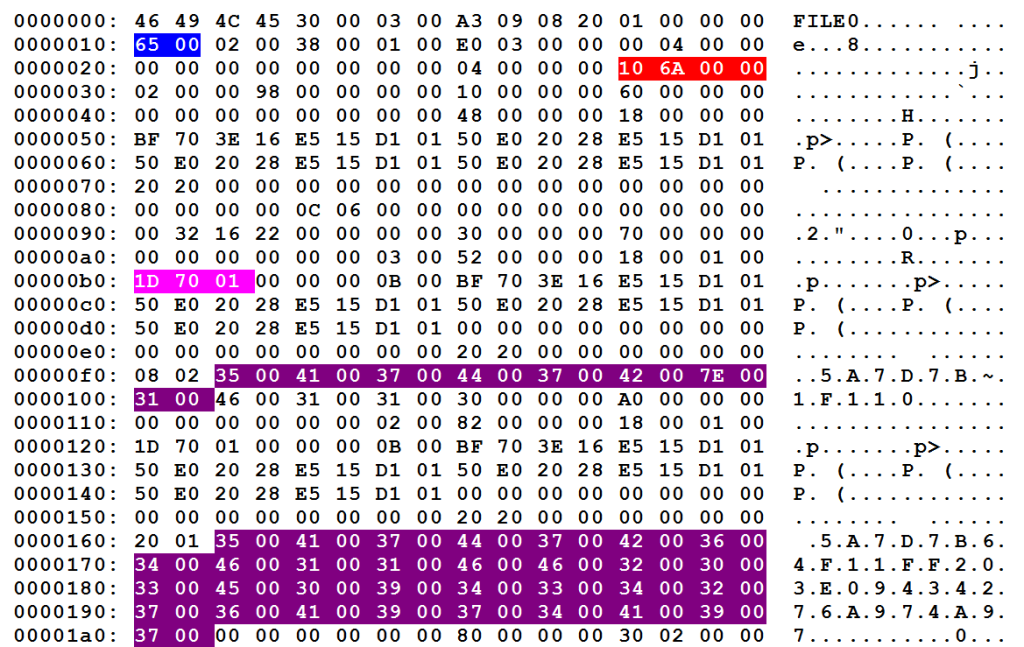 0000000: 46 49 4C 45 30 00 03 00 A3 09 08 20 01 00 00 00 FILE0...... ....
0000010: 65 00 02 00 38 00 01 00 E0 03 00 00 00 04 00 00 e...8...........
0000020: 00 00 00 00 00 00 00 00 04 00 00 00 10 6A 00 00 .............j..
0000030: 02 00 00 98 00 00 00 00 10 00 00 00 60 00 00 00 ............`...
0000040: 00 00 00 00 00 00 00 00 48 00 00 00 18 00 00 00 ........H.......
0000050: BF 70 3E 16 E5 15 D1 01 50 E0 20 28 E5 15 D1 01 .p>.....P. (....
0000060: 50 E0 20 28 E5 15 D1 01 50 E0 20 28 E5 15 D1 01 P. (....P. (....
0000070: 20 20 00 00 00 00 00 00 00 00 00 00 00 00 00 00   ..............
0000080: 00 00 00 00 0C 06 00 00 00 00 00 00 00 00 00 00 ................
0000090: 00 32 16 22 00 00 00 00 30 00 00 00 70 00 00 00 .2."....0...p...
00000a0: 00 00 00 00 00 00 03 00 52 00 00 00 18 00 01 00 ........R.......
00000b0: 1D 70 01 00 00 00 0B 00 BF 70 3E 16 E5 15 D1 01 .p.......p>.....
00000c0: 50 E0 20 28 E5 15 D1 01 50 E0 20 28 E5 15 D1 01 P. (....P. (....
00000d0: 50 E0 20 28 E5 15 D1 01 00 00 00 00 00 00 00 00 P. (............
00000e0: 00 00 00 00 00 00 00 00 20 20 00 00 00 00 00 00 ........  ......
00000f0: 08 02 35 00 41 00 37 00 44 00 37 00 42 00 7E 00 ..5.A.7.D.7.B.~.
0000100: 31 00 46 00 31 00 31 00 30 00 00 00 A0 00 00 00 1.F.1.1.0.......
0000110: 00 00 00 00 00 00 02 00 82 00 00 00 18 00 01 00 ................
0000120: 1D 70 01 00 00 00 0B 00 BF 70 3E 16 E5 15 D1 01 .p.......p>.....
0000130: 50 E0 20 28 E5 15 D1 01 50 E0 20 28 E5 15 D1 01 P. (....P. (....
0000140: 50 E0 20 28 E5 15 D1 01 00 00 00 00 00 00 00 00 P. (............
0000150: 00 00 00 00 00 00 00 00 20 20 00 00 00 00 00 00 ........  ......
0000160: 20 01 35 00 41 00 37 00 44 00 37 00 42 00 36 00  .5.A.7.D.7.B.6.
0000170: 34 00 46 00 31 00 31 00 46 00 46 00 32 00 30 00 4.F.1.1.F.F.2.0.
0000180: 33 00 45 00 30 00 39 00 34 00 33 00 34 00 32 00 3.E.0.9.4.3.4.2.
0000190: 37 00 36 00 41 00 39 00 37 00 34 00 41 00 39 00 7.6.A.9.7.4.A.9.
00001a0: 37 00 00 00 00 00 00 00 80 00 00 00 30 02 00 00 7...........0...